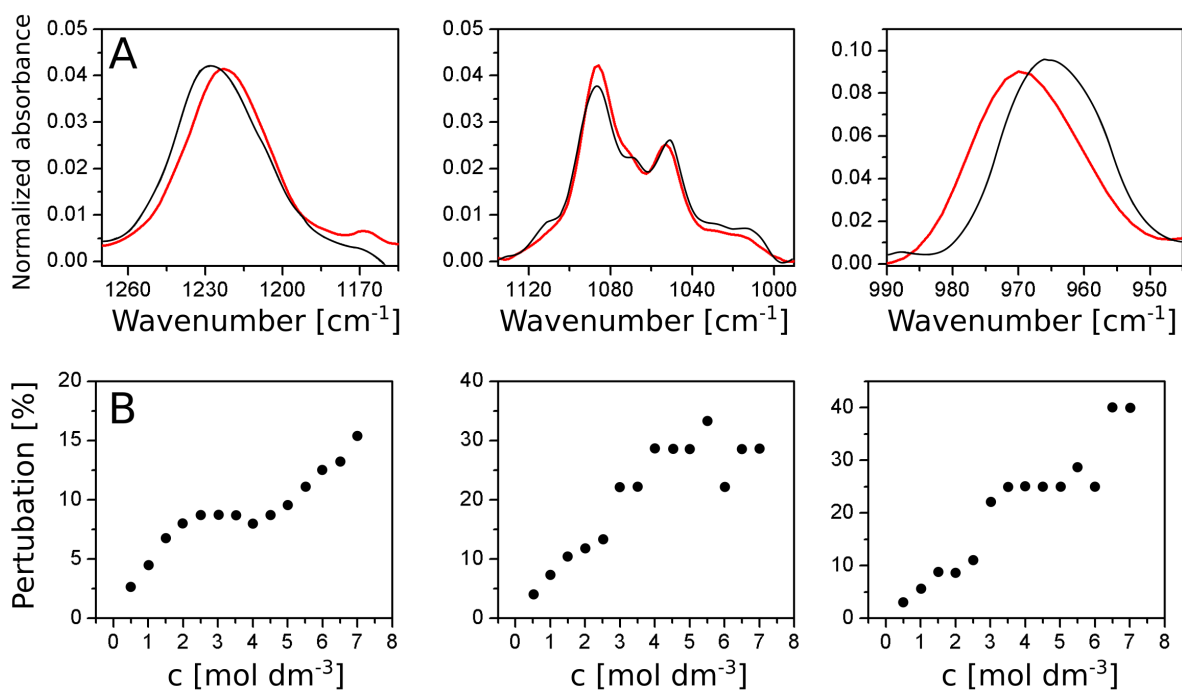 A
Normalized absorbance
0.05
0.04
0.03
0.02
0.01
0.00
1260 1230 1200 1170
Wavenumber [cm-1]
0.05
0.04
0.03
0.02
0.01
0.00
1120 1080 1040 1000
Wavenumber [cm-1]
0.10
0.08
0.06
0.04
0.02
0.00
990 980 970 960 950
Wavenumber [cm-1]
B
Pertubation [%]
20
15
10
5
0
0 1 2 3 4 5 6 7 8
c [mol dm-3]
40
30
20
10
0
0 1 2 3 4 5 6 7 8
c [mol dm-3]
40
30
20
10
0
0 1 2 3 4 5 6 7 8
c [mol dm-3]